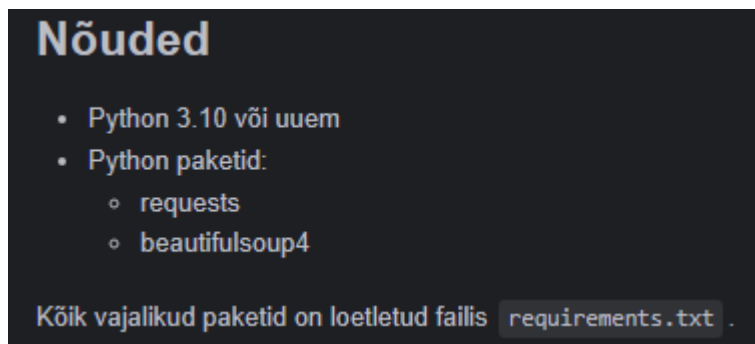 Nõuded
• Python 3.10 või uuem
• Python paketid:
◦ requests
◦ beautifulsoup4
Kõik vajalikud paketid on loetletud failis requirements.txt .